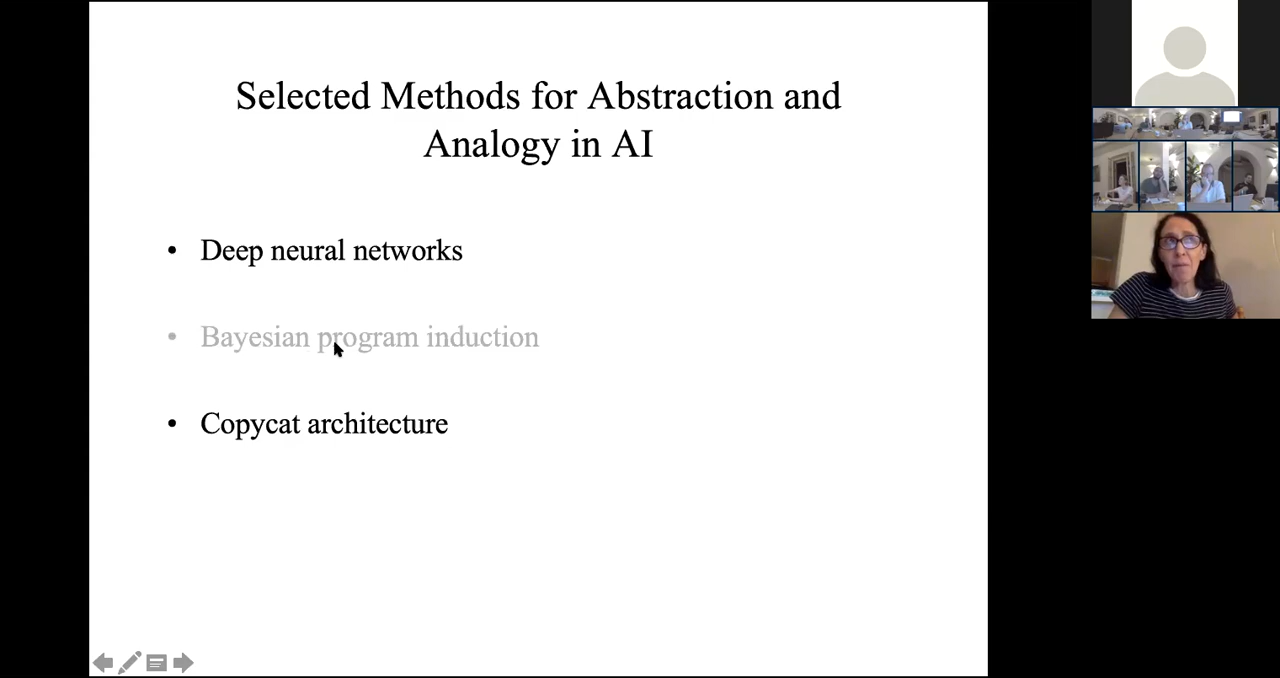 Selected Methods for Abstraction and
Analogy in AI
• Deep neural networks
• Bayesian program induction
• Copycat architecture